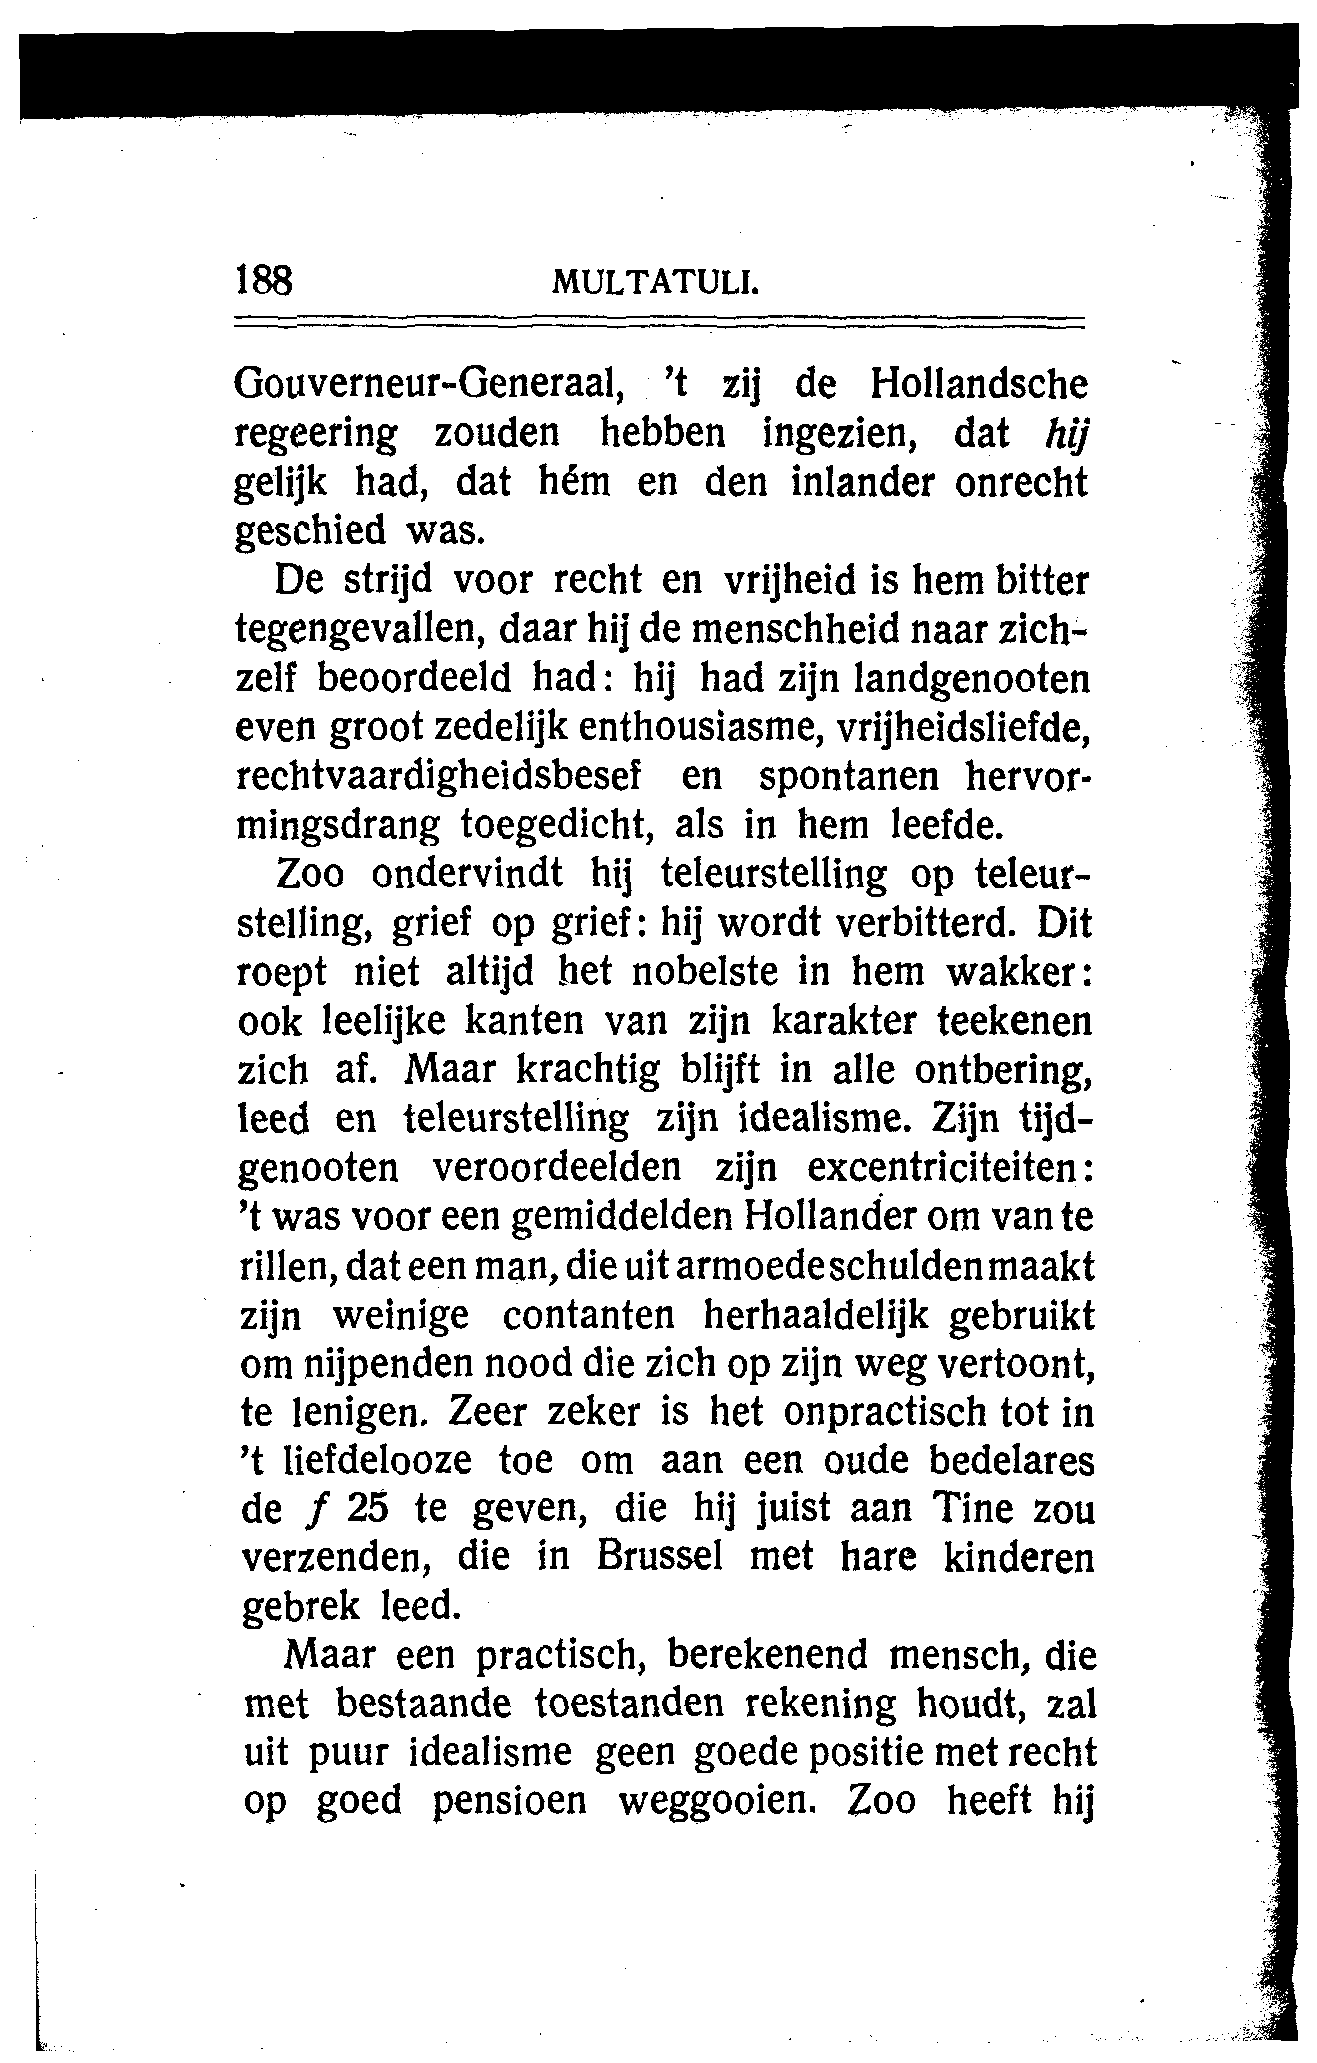 188 MULTATULI.
Gouverneur-Generaal, 't zij de Hollandsche
regeering zouden hebben ingezien, dat hij
gelijk had, dat hém en den inlander onrecht
geschied was.
De strijd voor recht en vrijheid is hem bitter
tegengevallen, daar hij de menschheid naar zich-
zelf beoordeeld had: hij had zijn landgenooten
even groot zedelijk enthousiasme, vrijheidsliefde,
rechtvaardigheidsbesef en spontanen hervor-
mingsdrang toegedicht, als in hem leefde.
Zoo ondervindt hij teleurstelling op teleur-
stelling, grief op grief: hij wordt verbitterd. Dit
roept niet altijd het nobelste in hem wakker:
ook leelijke kanten van zijn karakter teekenen
zich af. Maar krachtig blijft in alle ontbering,
leed en teleurstelling zijn idealisme. Zijn tijd-
genooten veroordeelden zijn excentriciteiten:
't was voor een gemiddelden Hollander om van te
rillen, dat een man, die uit armoede schulden maakt
zijn weinige contanten herhaaldelijk gebruikt
om nijpenden nood die zich op zijn weg vertoont,
te lenigen. Zeer zeker is het onpractisch tot in
't liefdelooze toe om aan een oude bedelares
de f 25 te geven, die hij juist aan Tine zou
verzenden, die in Brussel met hare kinderen
gebrek leed.
Maar een practisch, berekenend mensch, die
met bestaande toestanden rekening houdt, zal
uit puur idealisme geen goede positie met recht
op goed pensioen weggooien. Zoo heeft hij